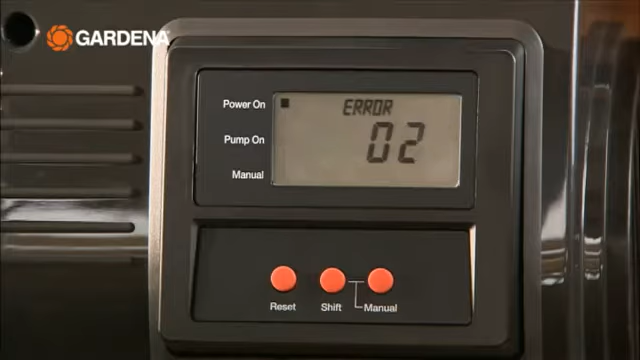 GARDENA
Power On
ERROR
02
Pump On
Manual
Reset
Shift
Manual